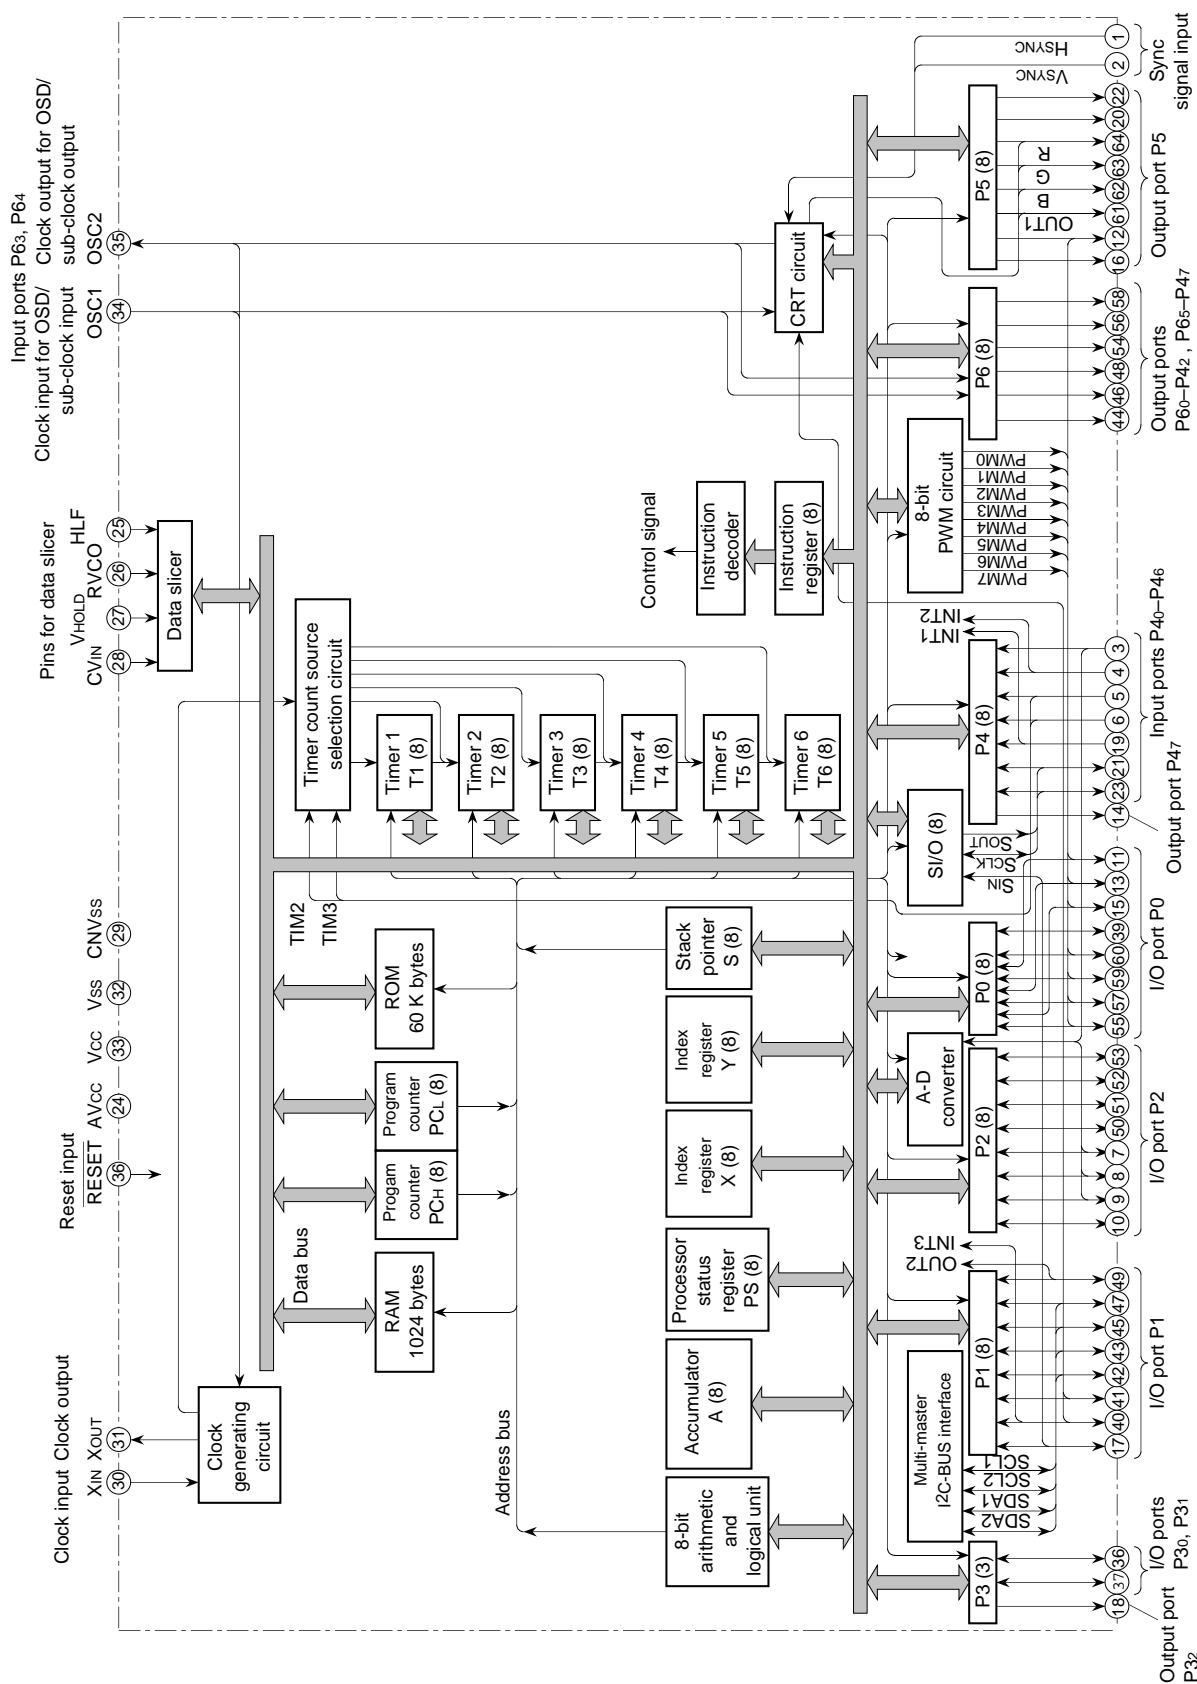 Clock input
Clock output
XIN
XOUT
30
31
Reset input
RESET
36
AVCC
24
VCC
33
VSS
32
CNVSS
29
Pins for data slicer
CVIN
VHOLD
RVCO
HLF
28
27
26
25
Input ports P63, P64
Clock input for OSD/
sub-clock input
OSC1
34
Clock output for OSD/
sub-clock output
OSC2
35
Clock
generating
circuit
Data slicer
Data bus
TIM2
TIM3
Timer count source
selection circuit
RAM
1024 bytes
Progam
counter
PCH (8)
Program
counter
PCL (8)
ROM
60 K bytes
Timer 1
T1 (8)
Timer 2
T2 (8)
Timer 3
T3 (8)
Timer 4
T4 (8)
Timer 5
T5 (8)
Timer 6
T6 (8)
Address bus
Control signal
Instruction
decoder
Instruction
register (8)
CRT circuit
8-bit
arithmetic
and
logical unit
Accumulator
A (8)
Processor
status
register
PS (8)
Index
register
X (8)
Index
register
Y (8)
Stack
pointer
S (8)
P3 (3)
Multi-master
I2C-BUS interface
P1 (8)
P2 (8)
A-D
converter
P0 (8)
SI/O (8)
P4 (8)
8-bit
PWM circuit
P6 (8)
P5 (8)
SDA2
SDA1
SCL2
SCL1
OUT2
INT3
SIN
SCLK
SOUT
INT1
INT2
PWM7
PWM6
PWM5
PWM4
PWM3
PWM2
PWM1
PWM0
OUT1
B
G
R
VSYNC
HSYNC
18
37
36
17
40
41
42
43
45
47
49
10
9
8
7
50
51
52
53
55
57
59
60
39
15
13
11
14
23
21
19
6
5
4
3
44
46
48
54
56
58
16
12
61
62
63
64
20
22
2
1
Output port
P32
I/O ports
P30, P31
I/O port P1
I/O port P2
I/O port P0
Output port P47
Input ports P40–P46
Output ports
P60–P42 , P65–P47
Output port P5
Sync
signal input